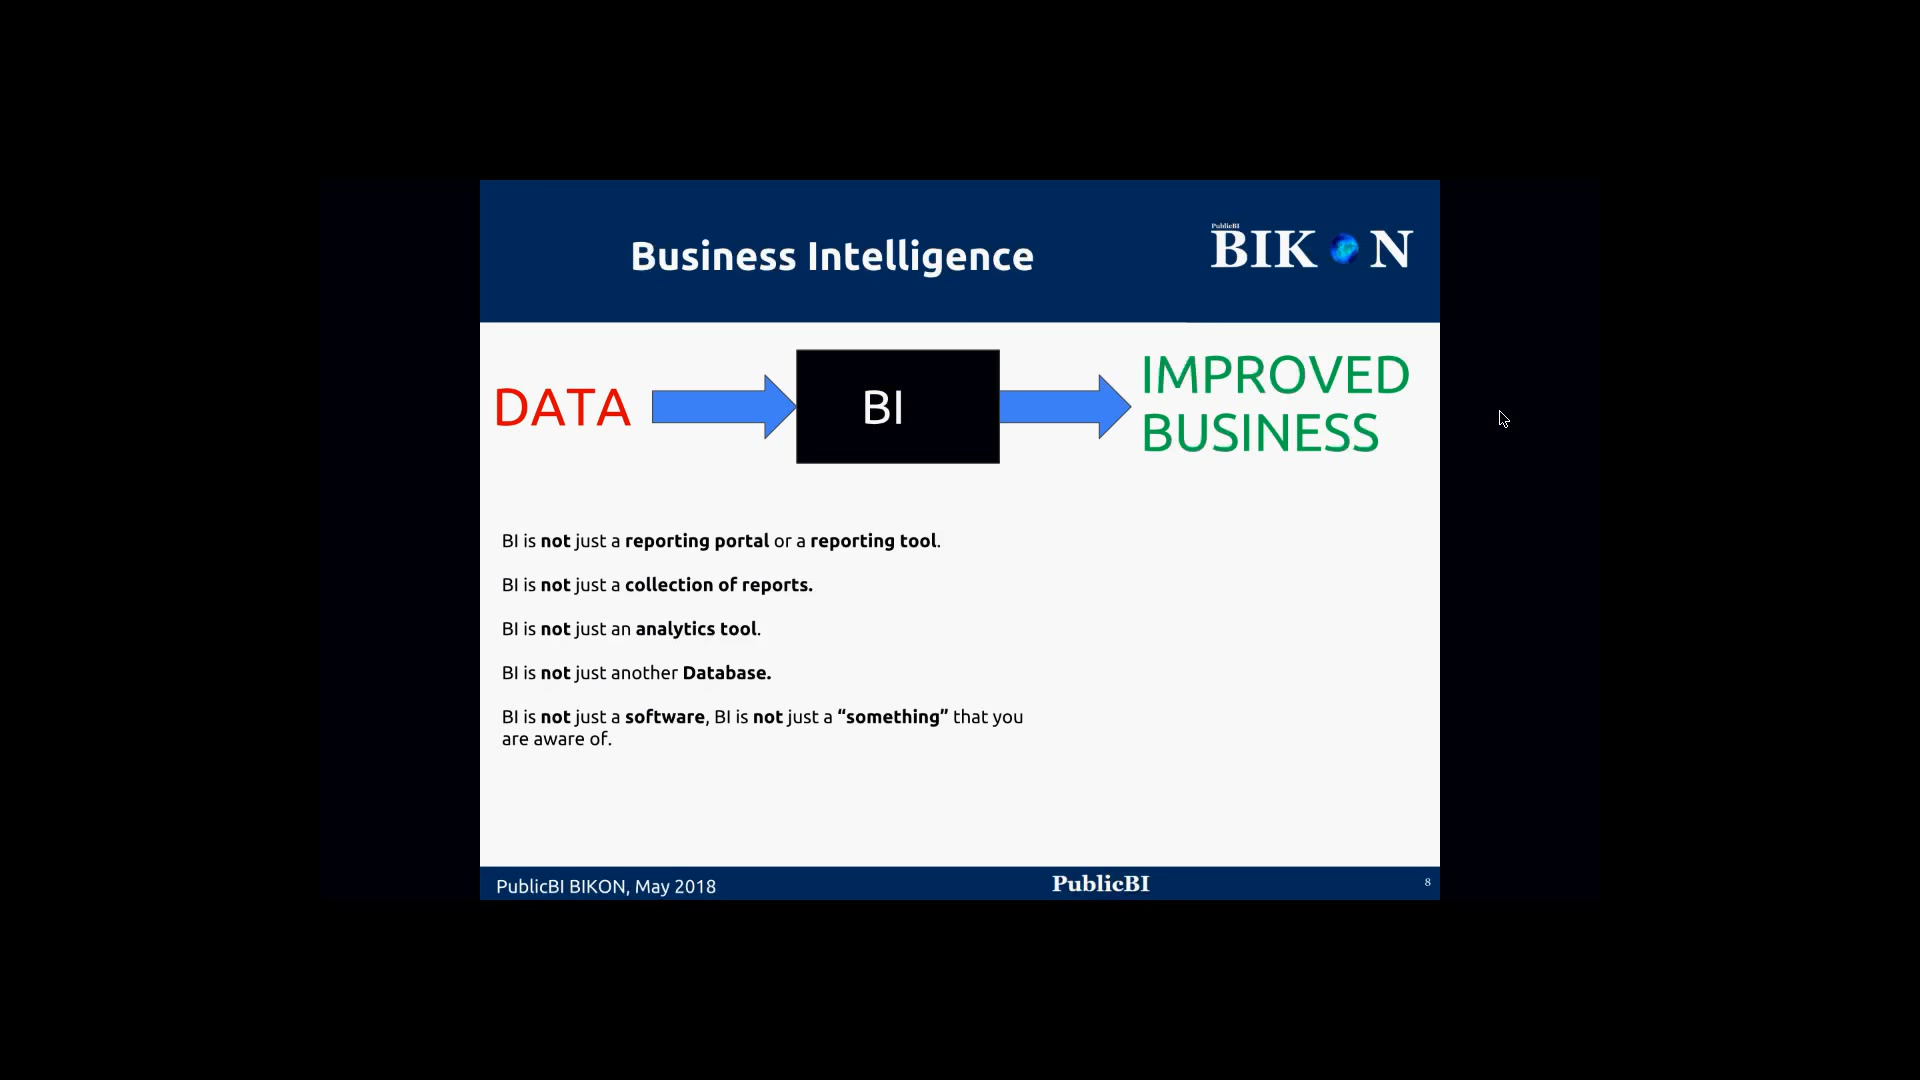 Business Intelligence
PublicBI
BIK N
DATA
BI
IMPROVED
BUSINESS
BI is not just a reporting portal or a reporting tool.
BI is not just a collection of reports.
BI is not just an analytics tool.
BI is not just another Database.
BI is not just a software, BI is not just a “something” that you
are aware of.
PublicBI BIKON, May 2018
PublicBI
8